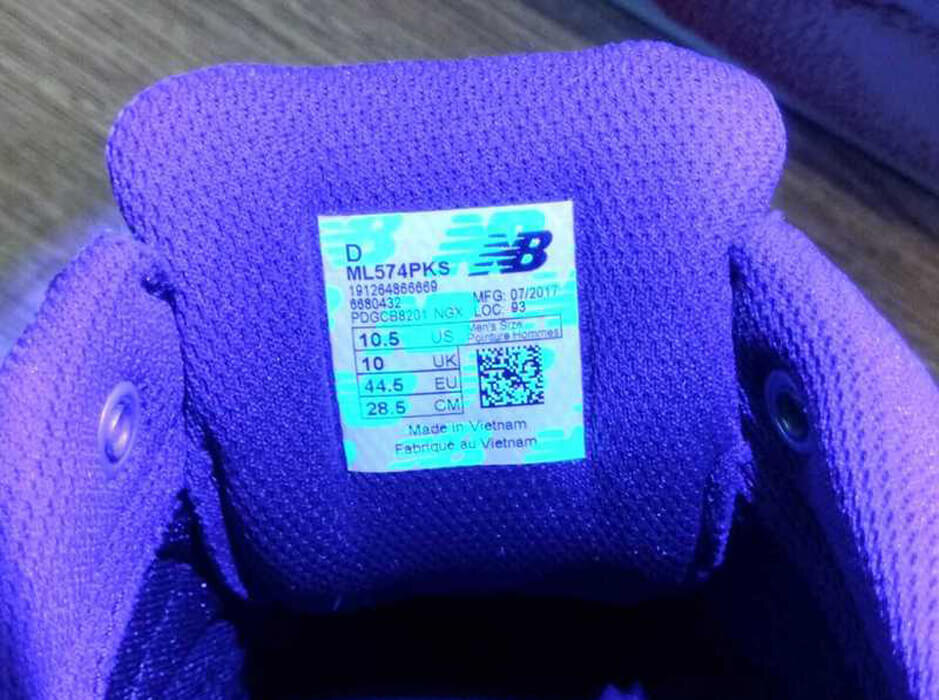 D
NB
ML574PKS
191264866669
6680432
MFG: 07/2017
PDGCB8201 NGX
LOC. 93
10.5 US
Men's Size
Pointure Hommes
10 UK
44.5 EU
28.5 CM
Made in Vietnam
Fabriqué au Vietnam